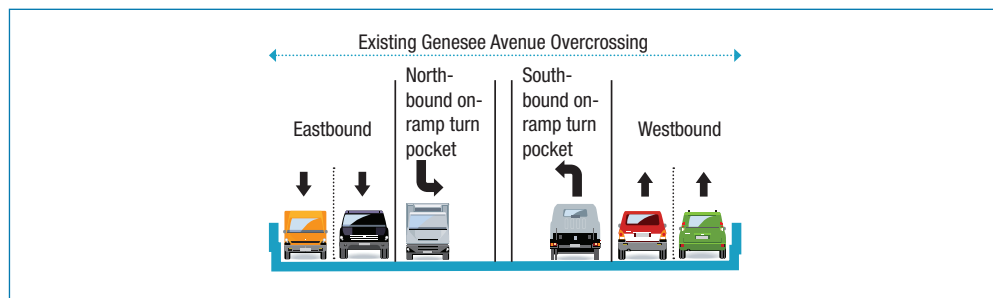 Existing Genesee Avenue Overcrossing
Eastbound
North-
bound on-
ramp turn
pocket
South-
bound on-
ramp turn
pocket
Westbound